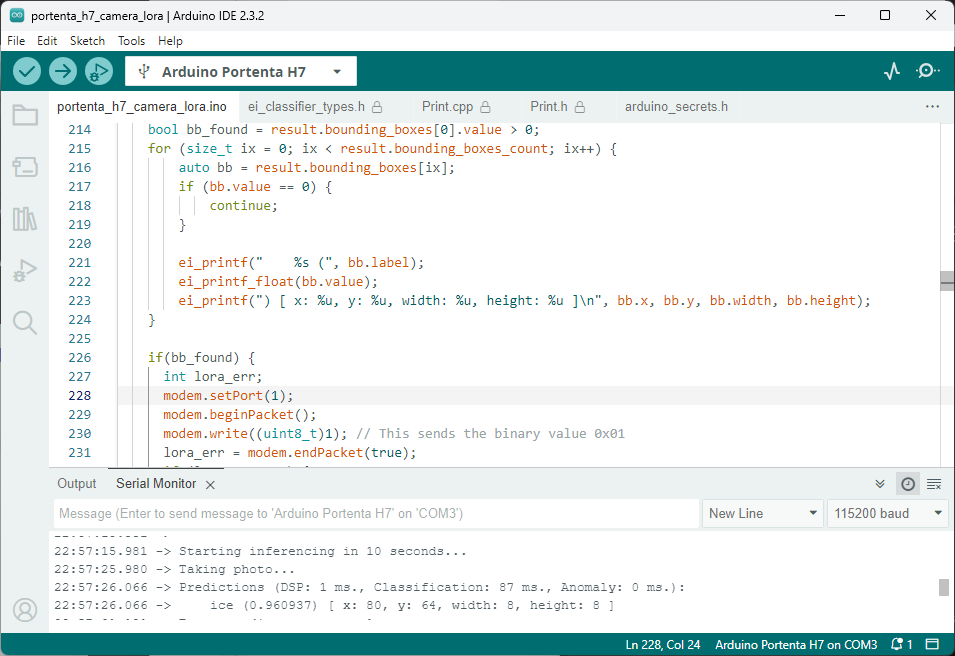 portenta_h7_camera_lora | Arduino IDE 2.3.2
File Edit Sketch Tools Help
Arduino Portenta H7
portenta_h7_camera_lora.ino ei_classifier_types.h Print.cpp Print.h arduino_secrets.h
214 bool bb_found = result.bounding_boxes[0].value > 0;
215 for (size_t ix = 0; ix < result.bounding_boxes_count; ix++) {
216 auto bb = result.bounding_boxes[ix];
217 if (bb.value == 0) {
218 continue;
219 }
220
221 ei_printf("    %s (", bb.label);
222 ei_printf_float(bb.value);
223 ei_printf(") [ x: %u, y: %u, width: %u, height: %u ]\n", bb.x, bb.y, bb.width, bb.height);
224 }
225
226 if(bb_found) {
227 int lora_err;
228 modem.setPort(1);
229 modem.beginPacket();
230 modem.write((uint8_t)1); // This sends the binary value 0x01
231 lora_err = modem.endPacket(true);
Output Serial Monitor
Message (Enter to send message to 'Arduino Portenta H7' on 'COM3') New Line 115200 baud
22:57:15.981 -> Starting inferencing in 10 seconds...
22:57:25.980 -> Taking photo...
22:57:26.066 -> Predictions (DSP: 1 ms., Classification: 87 ms., Anomaly: 0 ms.):
22:57:26.066 ->     ice (0.960937) [ x: 80, y: 64, width: 8, height: 8 ]
Ln 228, Col 24 Arduino Portenta H7 on COM3 1